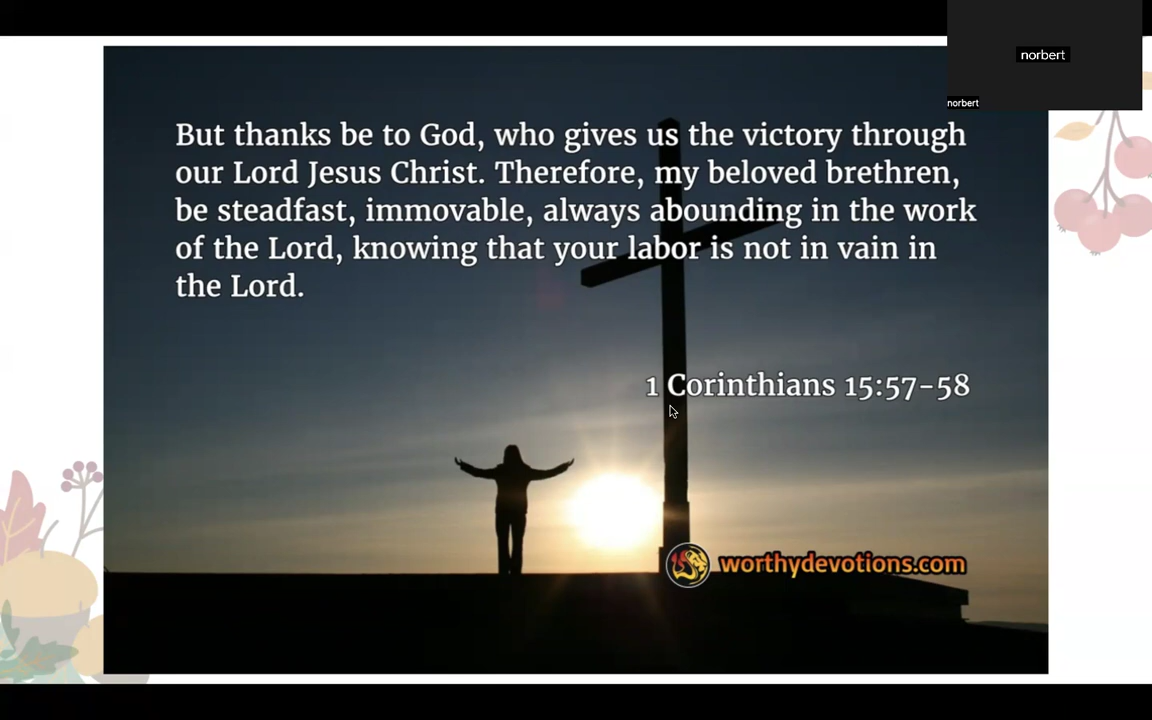 norbert
norbert
But thanks be to God, who gives us the victory through
our Lord Jesus Christ. Therefore, my beloved brethren,
be steadfast, immovable, always abounding in the work
of the Lord, knowing that your labor is not in vain in
the Lord.
1 Corinthians 15:57-58
worthydevotions.com